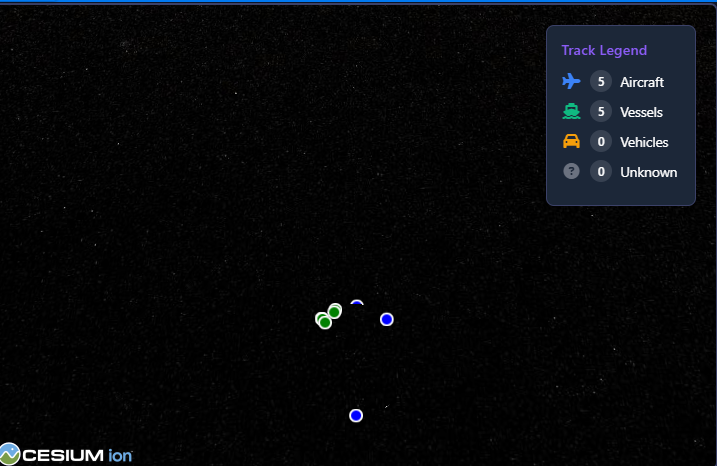 Track Legend
5 Aircraft
5 Vessels
0 Vehicles
? 0 Unknown
CESIUM ion